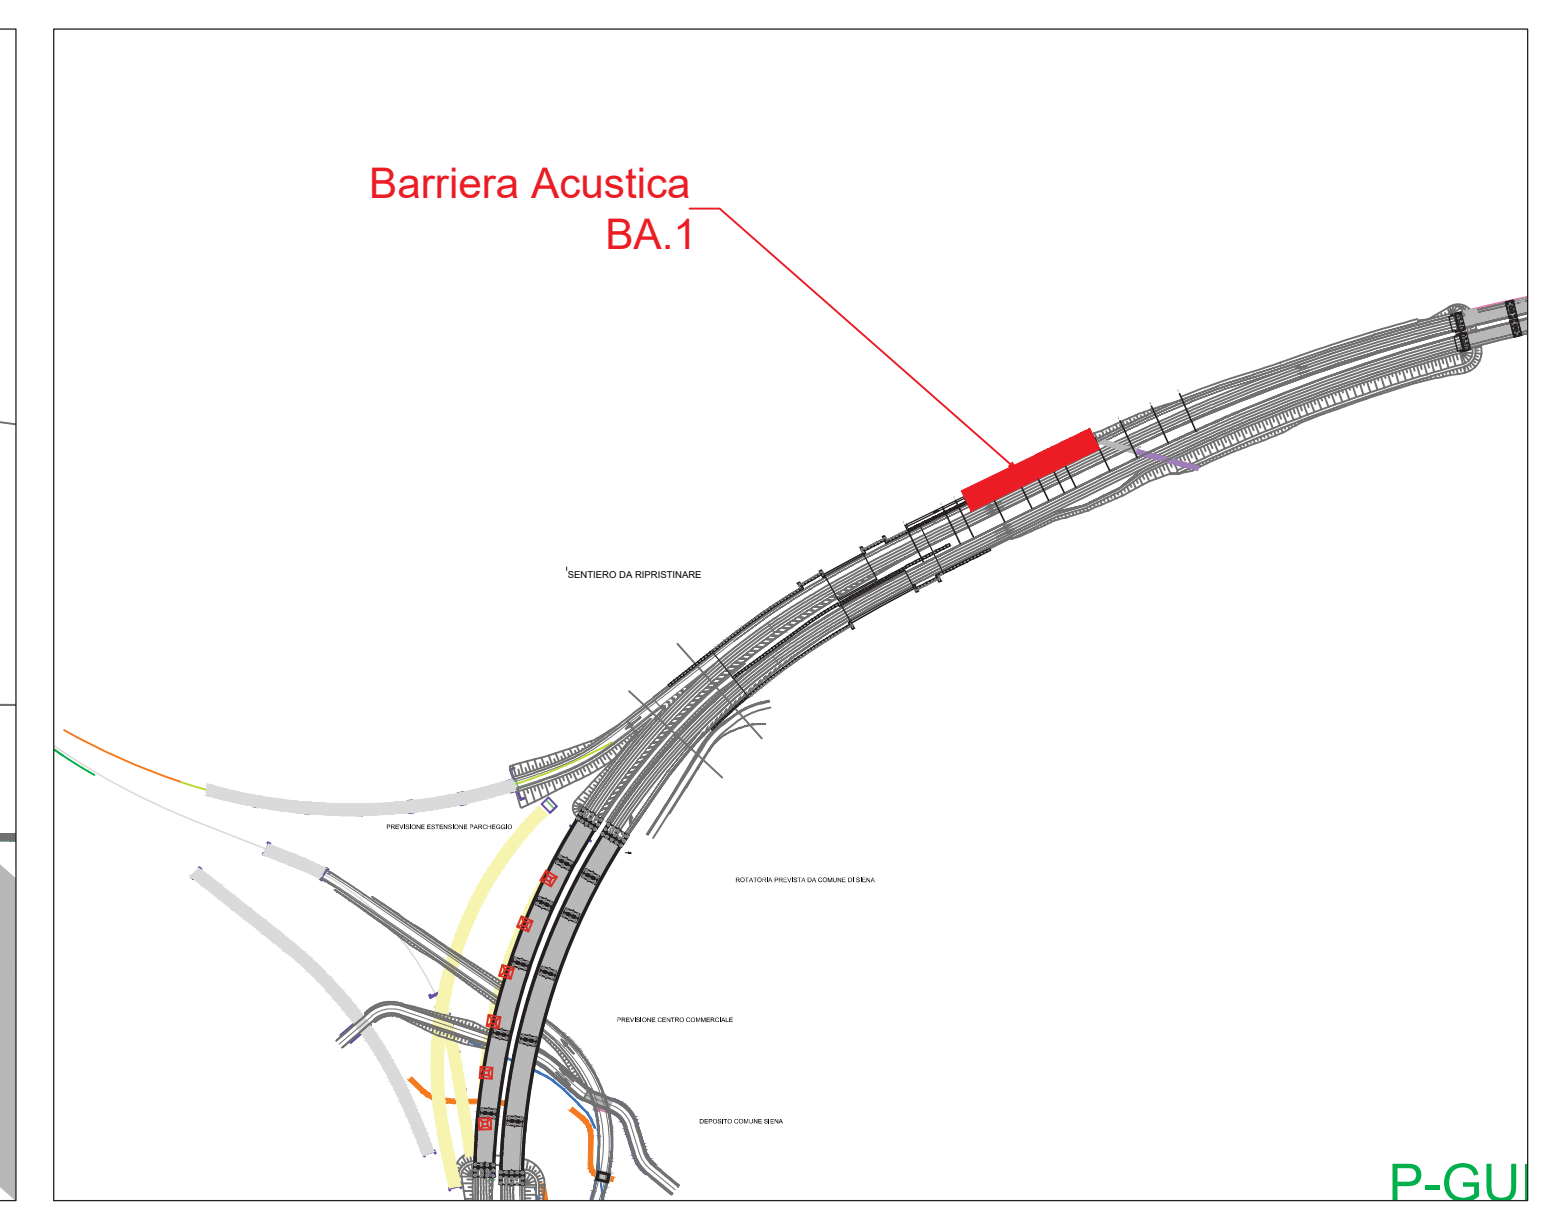 Barriera Acustica
BA.1
SENTIERO DA RIPRISTINARE
PREVISIONE ESTENSIONE PARCHEGGIO
ROTATORIA PREVISTA DA COMUNE DI SIENA
PREVISIONE CENTRO COMMERCIALE
DEPOSITO COMUNE SIENA
P-GU